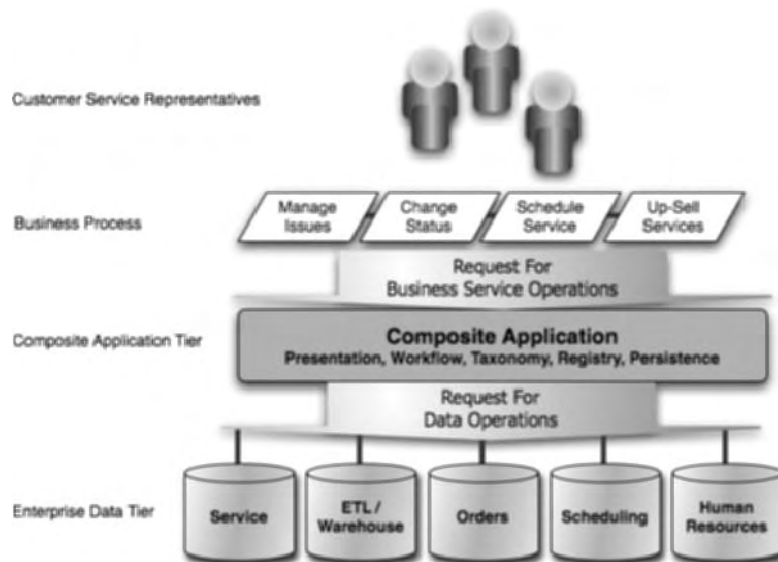 Customer Service Representatives
Business Process
Manage
Issues
Change
Status
Schedule
Service
Up-Sell
Services
Request For
Business Service Operations
Composite Application Tier
Composite Application
Presentation, Workflow, Taxonomy, Registry, Persistence
Request For
Data Operations
Enterprise Data Tier
Service
ETL /
Warehouse
Orders
Scheduling
Human
Resources